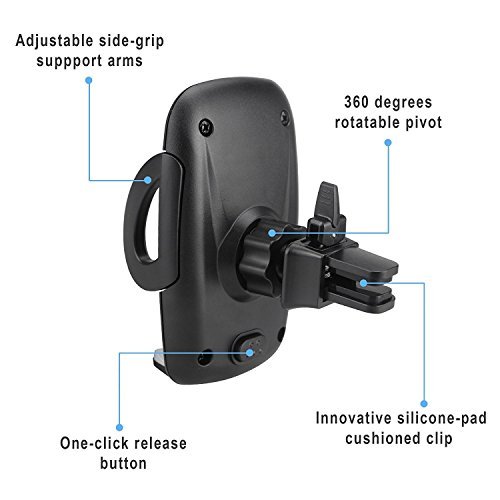 Adjustable side-grip
suppport arms
360 degrees
rotatable pivot
One-click release
button
Innovative silicone-pad
cushioned clip